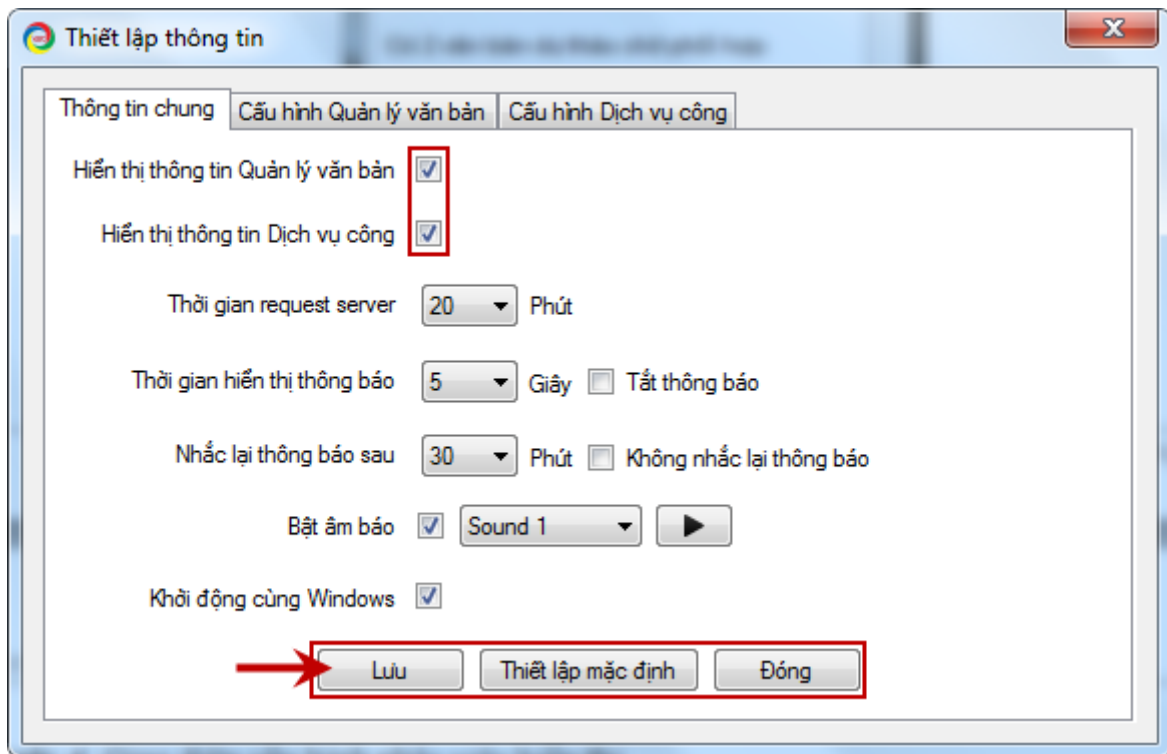 Thiết lập thông tin
Thông tin chung Cấu hình Quản lý văn bản Cấu hình Dịch vụ công
Hiển thị thông tin Quản lý văn bản
Hiển thị thông tin Dịch vụ công
Thời gian request server 20 Phút
Thời gian hiển thị thông báo 5 Giây Tắt thông báo
Nhắc lại thông báo sau 30 Phút Không nhắc lại thông báo
Bật âm báo Sound 1
Khởi động cùng Windows
Lưu Thiết lập mặc định Đóng